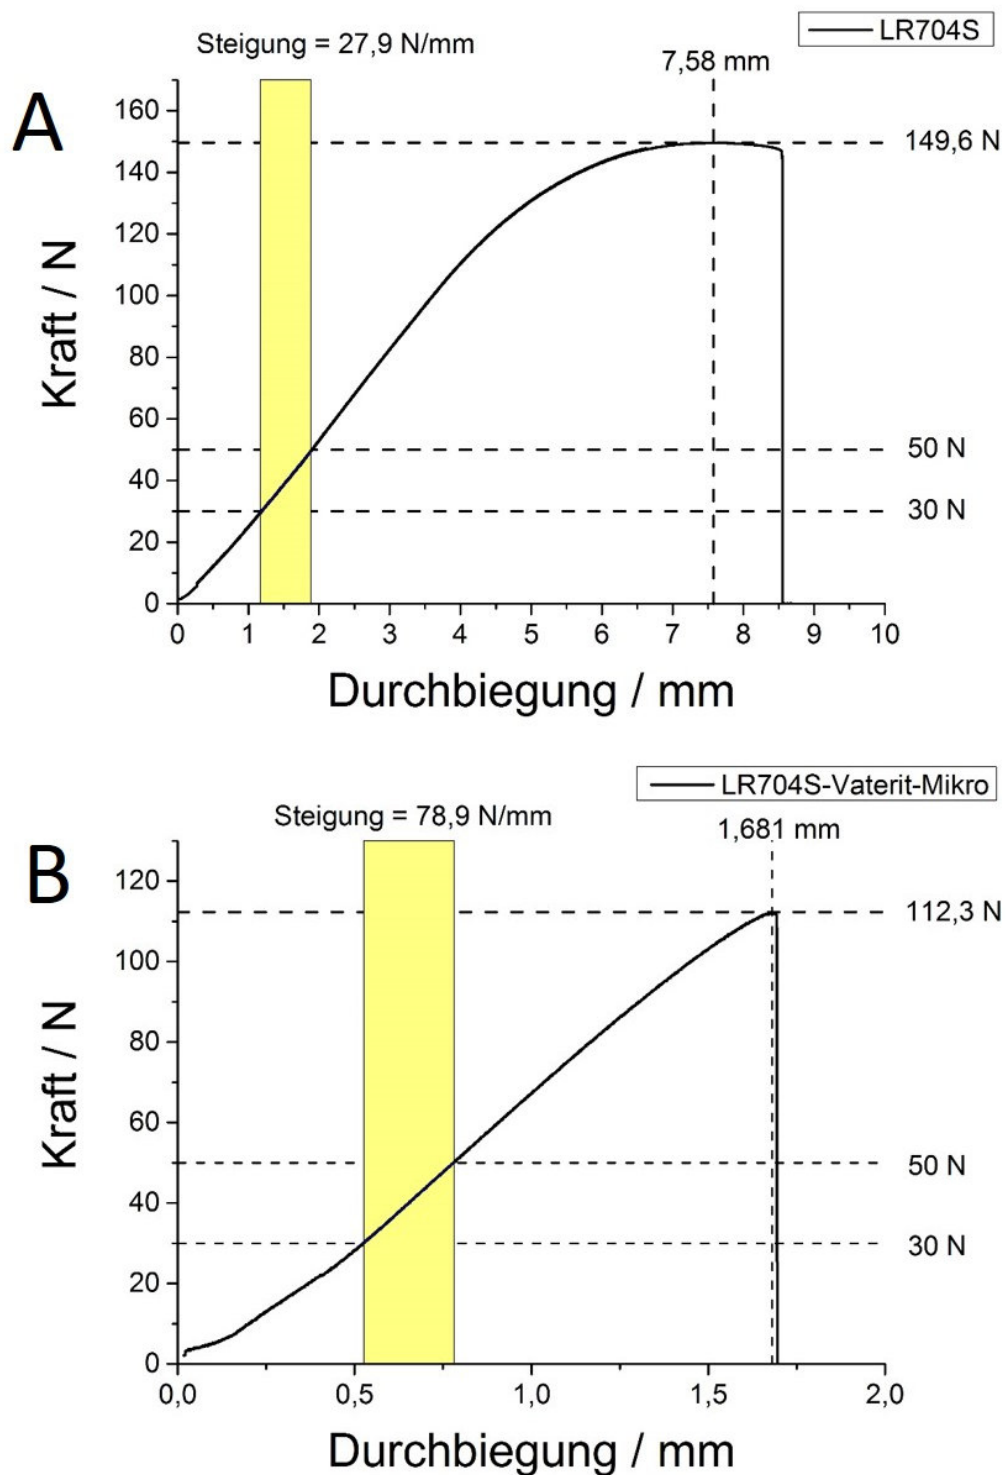 A
Steigung = 27,9 N/mm
LR704S
7,58 mm
149,6 N
50 N
30 N
Kraft / N
160
140
120
100
80
60
40
20
0
0 1 2 3 4 5 6 7 8 9 10
Durchbiegung / mm
B
LR704S-Vaterit-Mikro
Steigung = 78,9 N/mm
1,681 mm
112,3 N
50 N
30 N
Kraft / N
120
100
80
60
40
20
0
0,0 0,5 1,0 1,5 2,0
Durchbiegung / mm